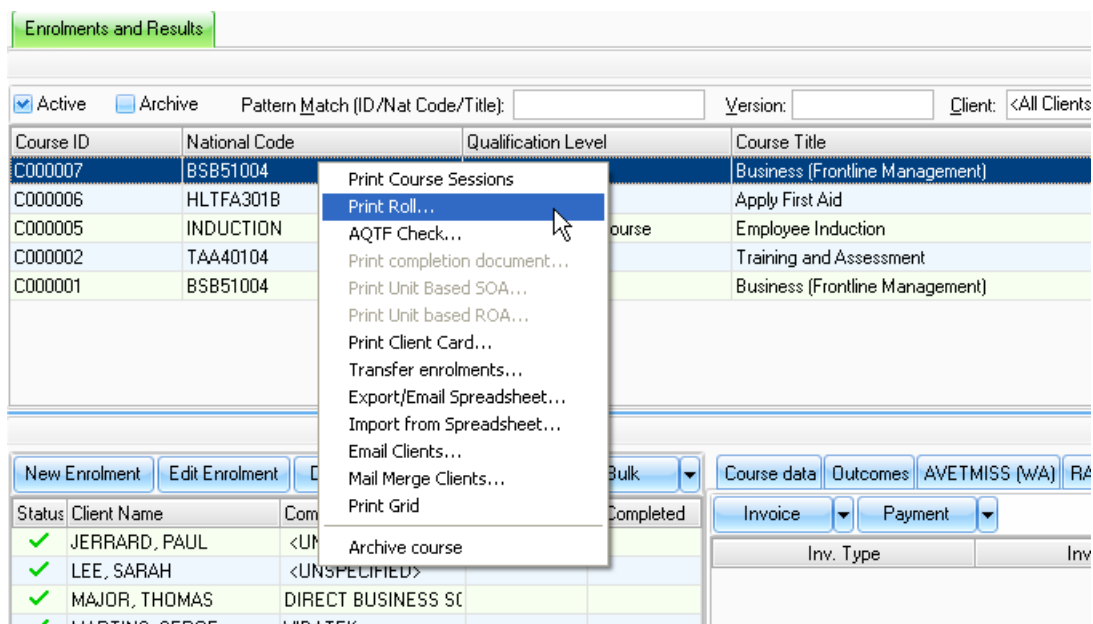 Enrolments and Results
Active Archive Pattern Match (ID/Nat Code/Title): Version: Client: <All Clients
Course ID National Code Qualification Level Course Title
C000007 BSB51004 Business (Frontline Management)
C000006 HLTFA301B Apply First Aid
C000005 INDUCTION ourse Employee Induction
C000002 TAA40104 Training and Assessment
C000001 BSB51004 Business (Frontline Management)
Print Course Sessions
Print Roll...
AQTF Check...
Print completion document...
Print Unit Based SOA...
Print Unit based ROA...
Print Client Card...
Transfer enrolments...
Export/Email Spreadsheet...
Import from Spreadsheet...
Email Clients...
Mail Merge Clients...
Print Grid
Archive course
New Enrolment Edit Enrolment D Bulk Course data Outcomes AVETMISS (WA) RA
Invoice Payment
Status Client Name Com Completed
Inv. Type Inv
JERRARD, PAUL <UN
LEE, SARAH <UNSPECIFIED>
MAJOR, THOMAS DIRECT BUSINESS S